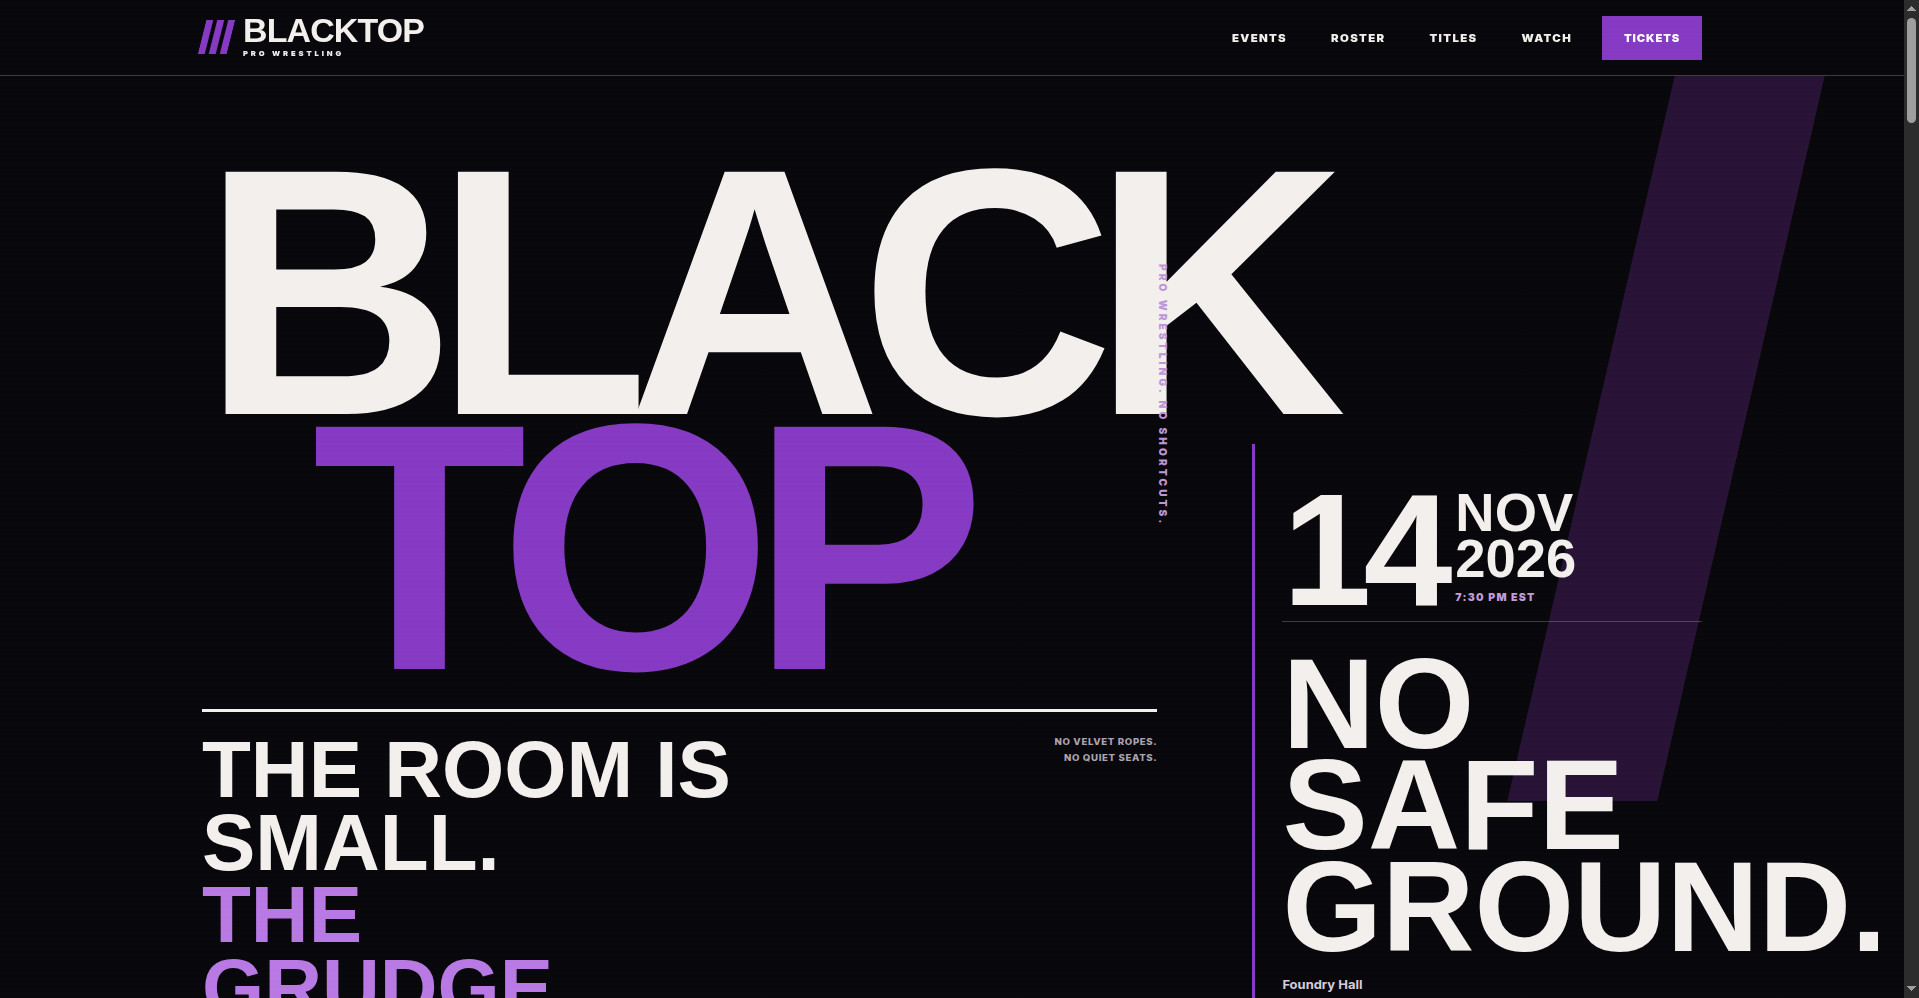 BLACKTOP
PRO WRESTLING
EVENTS
ROSTER
TITLES
WATCH
TICKETS
BLACK
TOP
PRO WRESTLING. NO SHORTCUTS.
NO VELVET ROPES.
NO QUIET SEATS.
THE ROOM IS
SMALL.
THE
GRUDGE
14
NOV
2026
7:30 PM EST
NO
SAFE
GROUND.
Foundry Hall